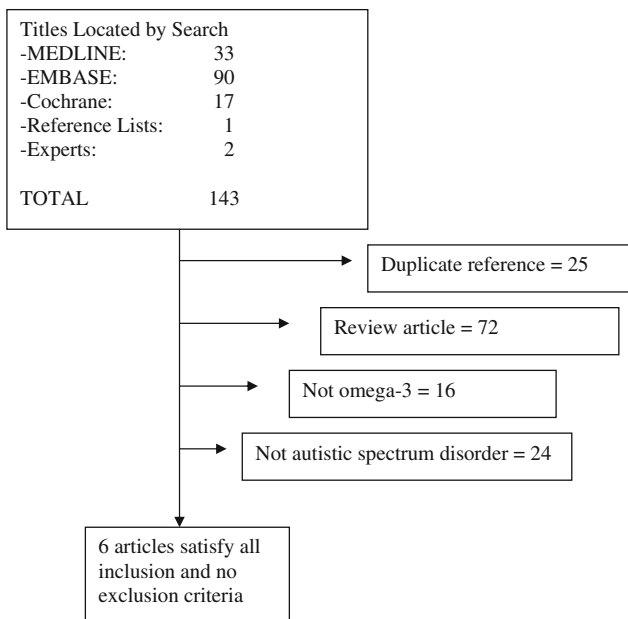 Titles Located by Search
-MEDLINE: 33
-EMBASE: 90
-Cochrane: 17
-Reference Lists: 1
-Experts: 2
TOTAL 143
Duplicate reference = 25
Review article = 72
Not omega-3 = 16
Not autistic spectrum disorder = 24
6 articles satisfy all
inclusion and no
exclusion criteria